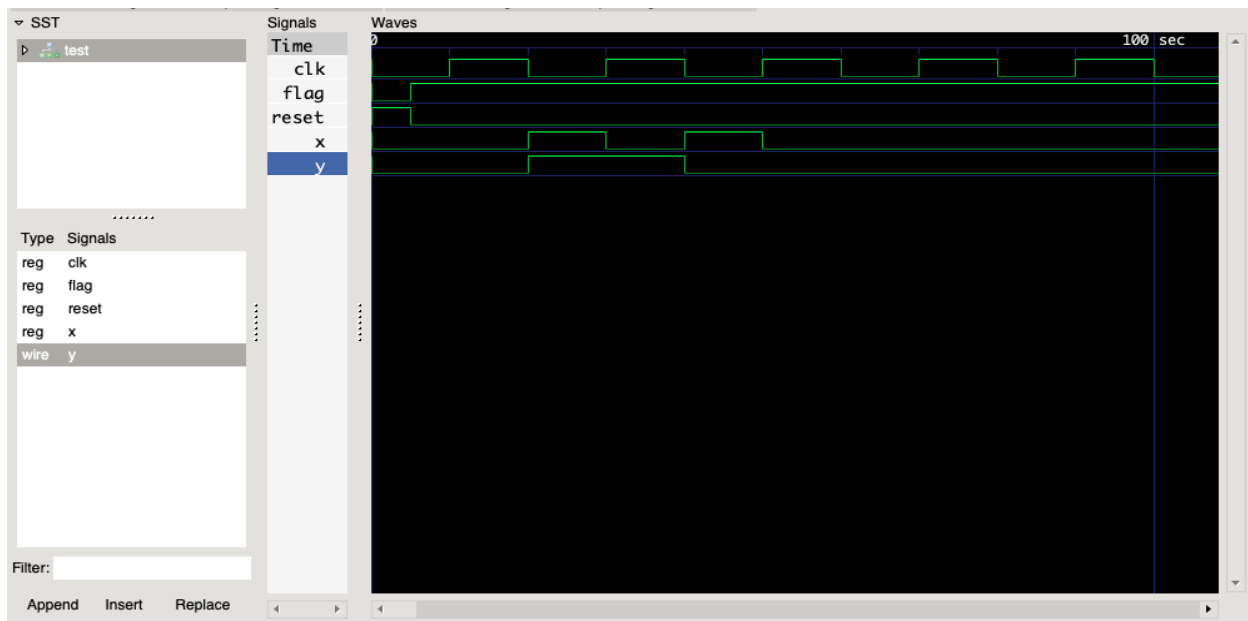 SST
test
Type Signals
reg clk
reg flag
reg reset
reg x
wire y
Filter:
Append Insert Replace
Signals
Time
clk
flag
reset
x
y
Waves
0 100 sec